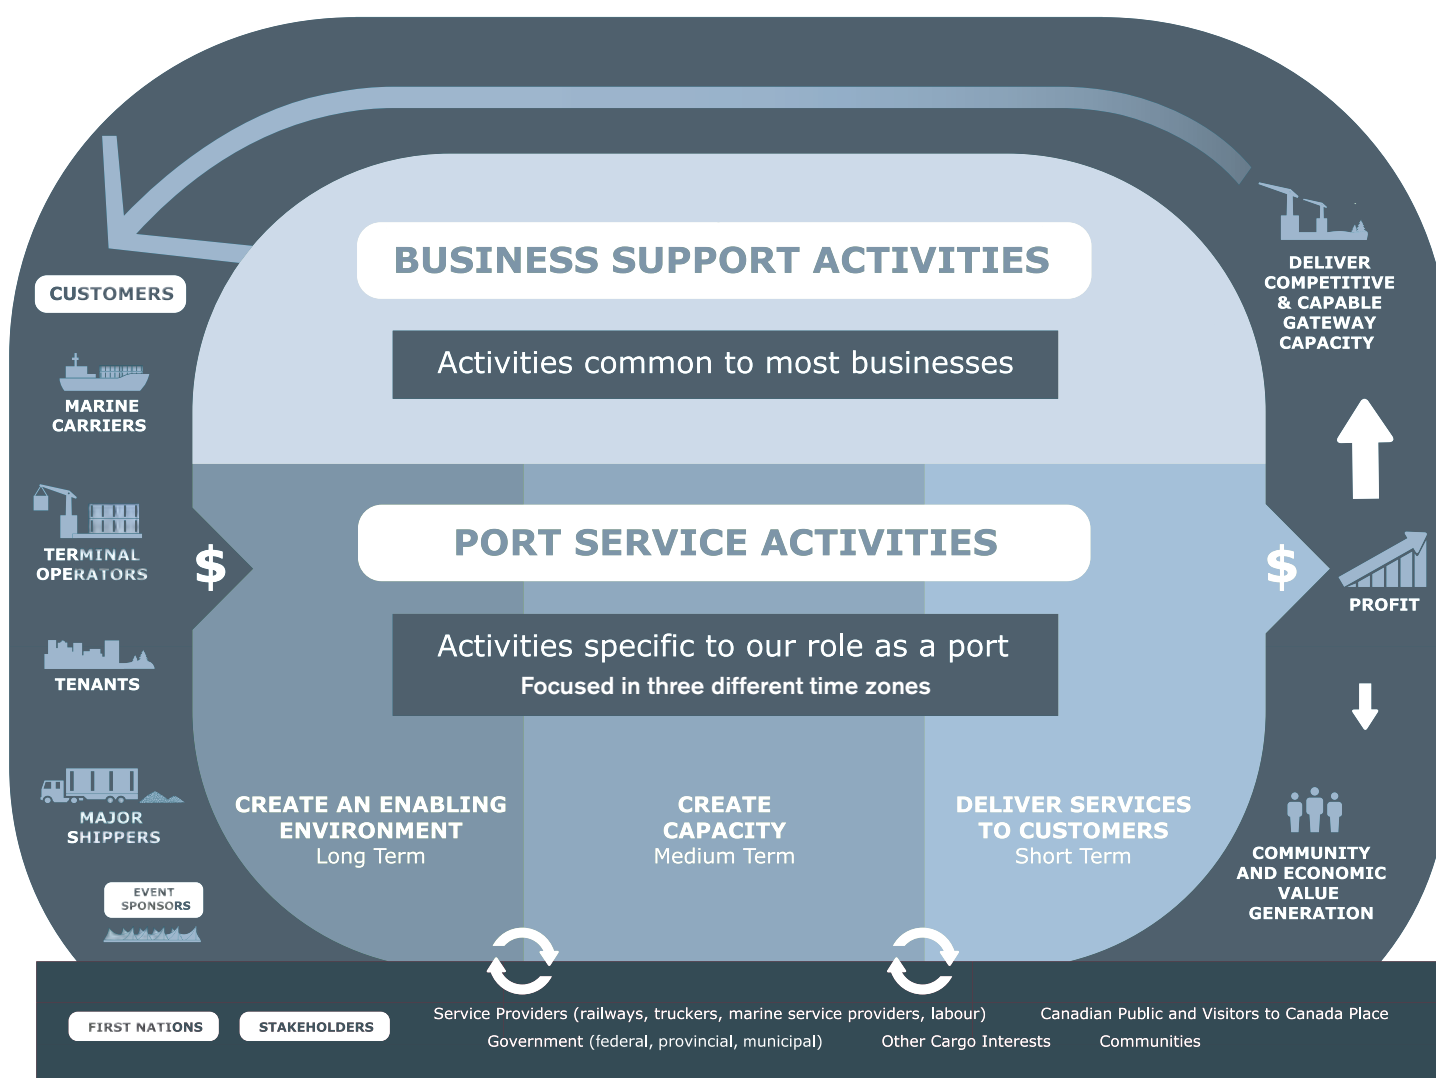 BUSINESS SUPPORT ACTIVITIES
Activities common to most businesses
CUSTOMERS
MARINE
CARRIERS
TERMINAL
OPERATORS
TENANTS
MAJOR
SHIPPERS
EVENT
SPONSORS
$
PORT SERVICE ACTIVITIES
Activities specific to our role as a port
Focused in three different time zones
CREATE AN ENABLING
ENVIRONMENT
Long Term
CREATE
CAPACITY
Medium Term
DELIVER SERVICES
TO CUSTOMERS
Short Term
$
DELIVER
COMPETITIVE
& CAPABLE
GATEWAY
CAPACITY
PROFIT
COMMUNITY
AND ECONOMIC
VALUE
GENERATION
FIRST NATIONS
STAKEHOLDERS
Service Providers (railways, truckers, marine service providers, labour)
Canadian Public and Visitors to Canada Place
Government (federal, provincial, municipal)
Other Cargo Interests
Communities